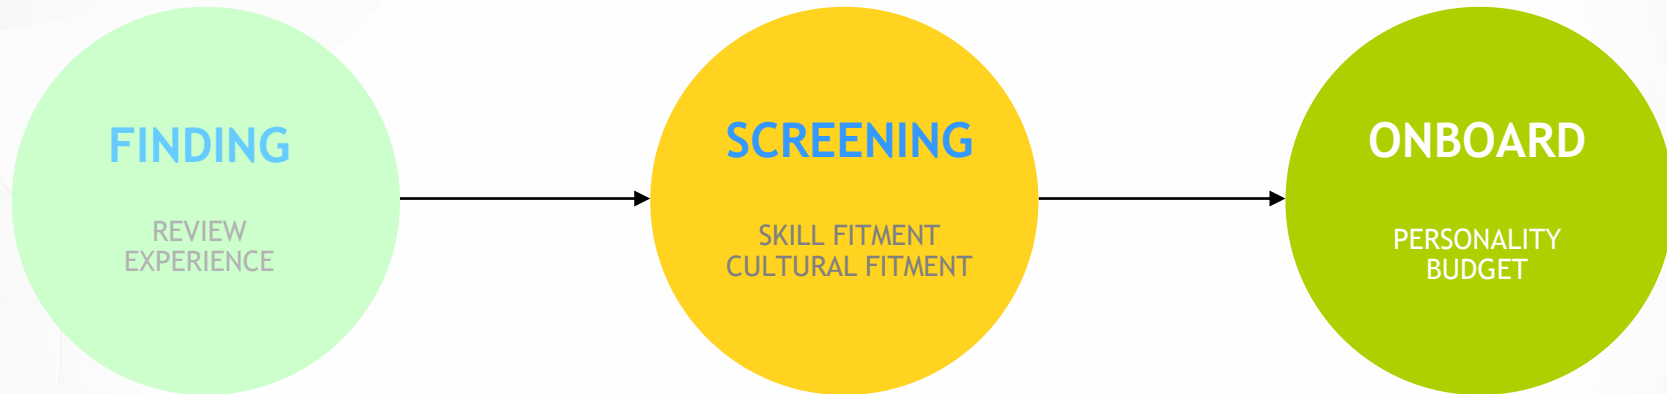 FINDING
REVIEW
EXPERIENCE
SCREENING
SKILL FITMENT
CULTURAL FITMENT
ONBOARD
PERSONALITY
BUDGET